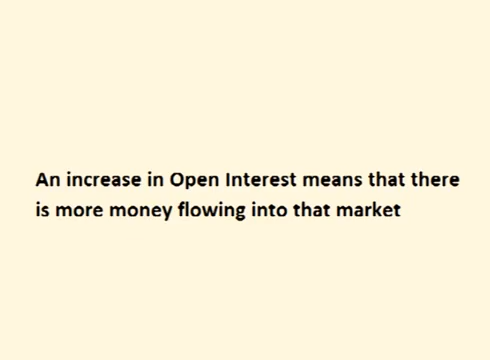 An increase in Open Interest means that there
is more money flowing into that market